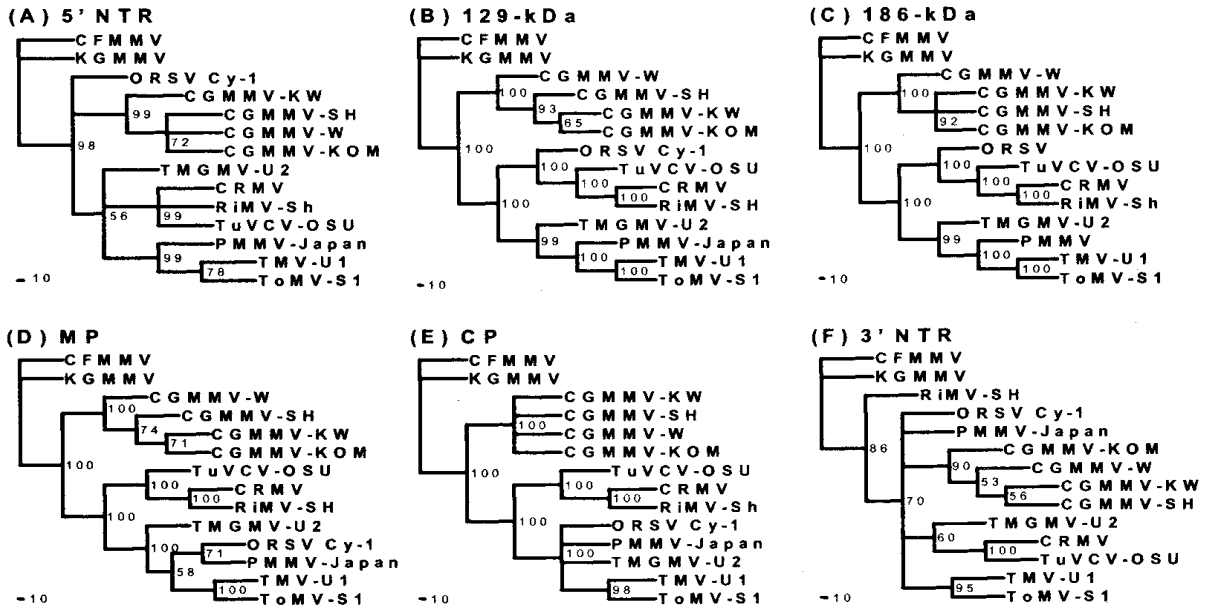 (A) 5' NTR
CFMMV
KGMMV
ORSV Cy-1
CGMMV-KW
99
CGMMV-SH
CGMMV-W
72
98
CGMMV-KOM
TMGMV-U2
CRMV
RiMV-Sh
56
99
TuVCV-OSU
PMMV-Japan
99
TMV-U1
78
ToMV-S1
-10
(B) 129-kDa
CFMMV
KGMMV
CGMMV-W
100
CGMMV-SH
93
CGMMV-KW
65
CGMMV-KOM
100
ORSV Cy-1
100
TuVCV-OSU
100
CRMV
100
RiMV-SH
100
TMGMV-U2
99
PMMV-Japan
100
TMV-U1
100
ToMV-S1
-10
(C) 186-kDa
CFMMV
KGMMV
CGMMV-W
100
CGMMV-KW
CGMMV-SH
92
CGMMV-KOM
100
ORSV
100
TuVCV-OSU
100
CRMV
100
RiMV-Sh
100
TMGMV-U2
99
PMMV
100
TMV-U1
100
ToMV-S1
-10
(D) MP
CFMMV
KGMMV
CGMMV-W
100
CGMMV-SH
74
CGMMV-KW
71
CGMMV-KOM
100
TuVCV-OSU
100
CRMV
100
RiMV-SH
100
TMGMV-U2
100
ORSV Cy-1
71
PMMV-Japan
58
TMV-U1
100
ToMV-S1
-10
(E) CP
CFMMV
KGMMV
CGMMV-KW
CGMMV-SH
100
CGMMV-W
CGMMV-KOM
100
TuVCV-OSU
100
CRMV
100
RiMV-Sh
100
ORSV Cy-1
PMMV-Japan
100
TMGMV-U2
TMV-U1
98
ToMV-S1
-10
(F) 3' NTR
CFMMV
KGMMV
RiMV-SH
ORSV Cy-1
PMMV-Japan
86
CGMMV-KOM
90
CGMMV-W
53
CGMMV-KW
56
CGMMV-SH
70
TMGMV-U2
60
CRMV
100
TuVCV-OSU
TMV-U1
95
ToMV-S1
-10